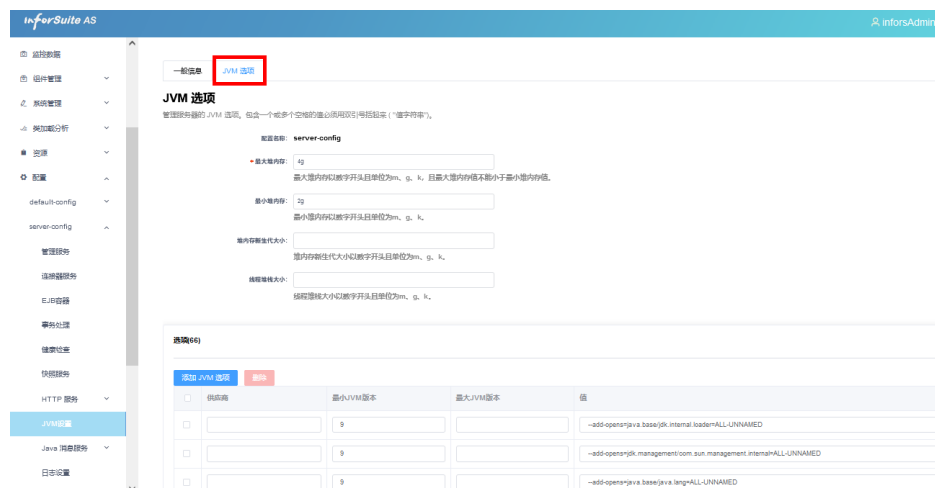 InforSuite AS
inforsAdmin
监控数据
组件管理
系统管理
类加载分析
资源
配置
default-config
server-config
管理服务
连接器服务
EJB容器
事务处理
健康检查
快照服务
HTTP 服务
JVM设置
Java 消息服务
日志设置
一般信息
JVM 选项
JVM 选项
管理服务器的 JVM 选项。包含一个或多个空格的值必须用双引号括起来 ( "值字符串")。
配置名称: server-config
*最大堆内存: 4g
最大堆内存以数字开头且单位为m、g、k，且最大堆内存值不能小于最小堆内存值。
最小堆内存: 2g
最小堆内存以数字开头且单位为m、g、k。
堆内存新生代大小:
堆内存新生代大小以数字开头且单位为m、g、k。
线程堆栈大小:
线程堆栈大小以数字开头且单位为m、g、k。
选项(66)
添加 JVM 选项 删除
供应商 最小JVM版本 最大JVM版本 值
9 --add-opens=java.base/jdk.internal.loader=ALL-UNNAMED
9 --add-opens=jdk.management/com.sun.management.internal=ALL-UNNAMED
9 --add-opens=java.base/java.lang=ALL-UNNAMED